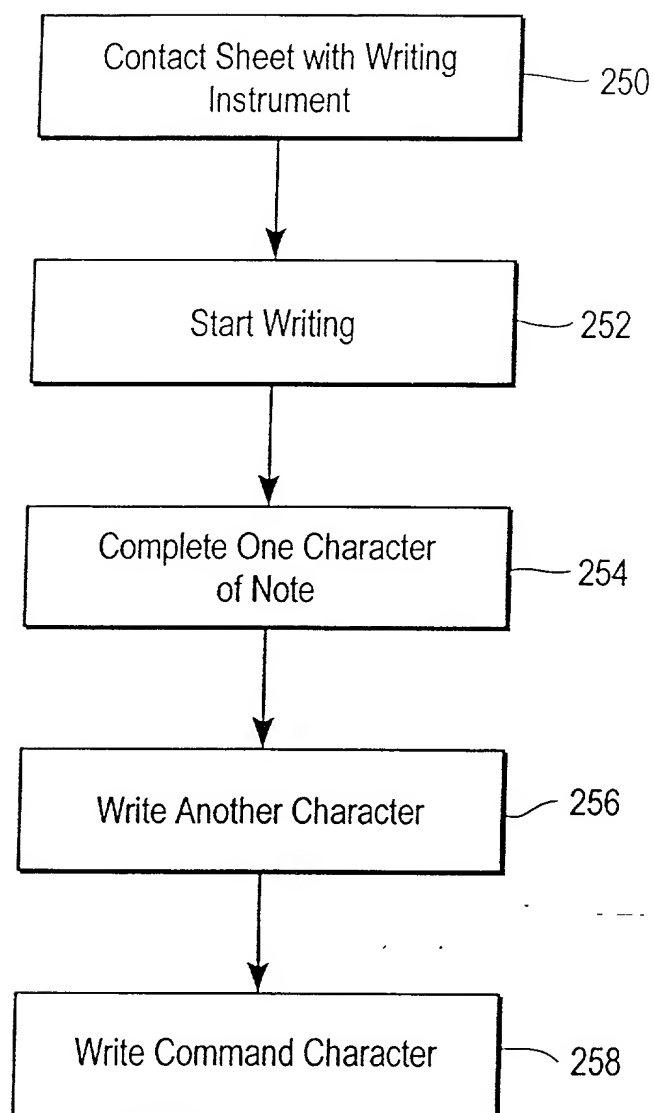 Contact Sheet with Writing
Instrument
250
Start Writing
252
Complete One Character
of Note
254
Write Another Character
256
Write Command Character
258